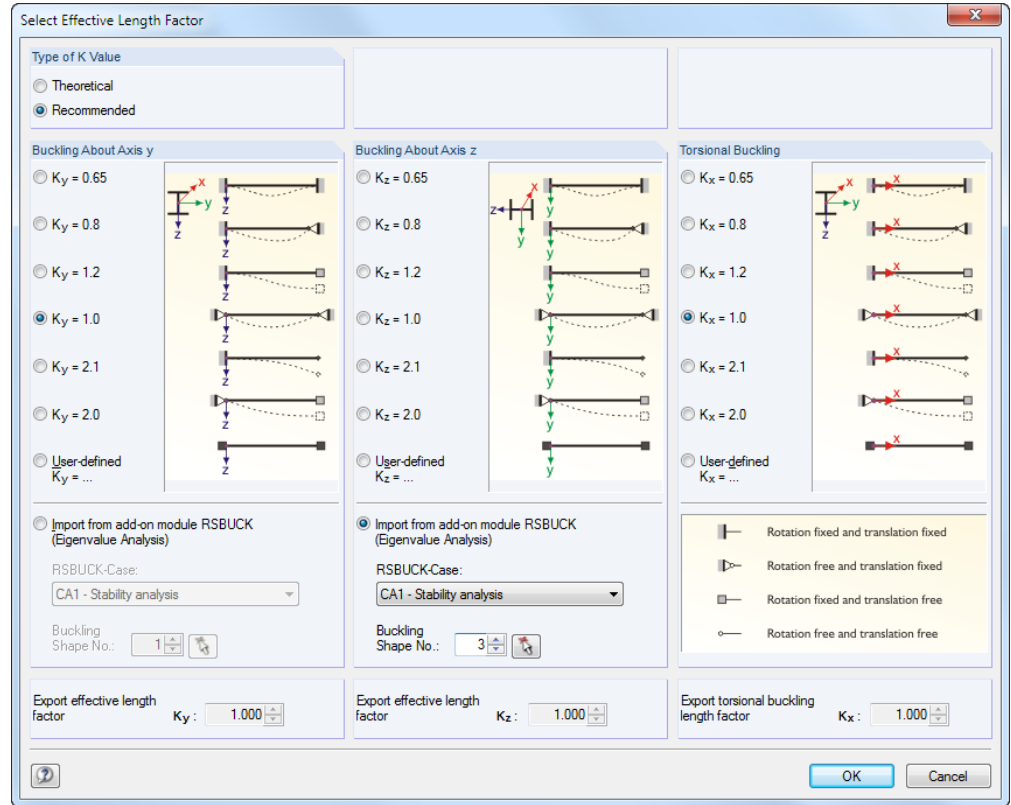 Select Effective Length Factor
x
Type of K Value
Theoretical
Recommended
Buckling About Axis y
Ky = 0.65
Ky = 0.8
Ky = 1.2
Ky = 1.0
Ky = 2.1
Ky = 2.0
User-defined
Ky = ...
x
y
z
z
z
z
z
z
z
z
Import from add-on module RSBUCK
(Eigenvalue Analysis)
RSBUCK-Case:
CA1 - Stability analysis
Buckling
Shape No.: 1
Export effective length
factor Ky : 1.000
Buckling About Axis z
Kz = 0.65
Kz = 0.8
Kz = 1.2
Kz = 1.0
Kz = 2.1
Kz = 2.0
User-defined
Kz = ...
x
z
y
y
y
y
y
y
y
y
Import from add-on module RSBUCK
(Eigenvalue Analysis)
RSBUCK-Case:
CA1 - Stability analysis
Buckling
Shape No.: 3
Export effective length
factor Kz : 1.000
Torsional Buckling
Kx = 0.65
Kx = 0.8
Kx = 1.2
Kx = 1.0
Kx = 2.1
Kx = 2.0
User-defined
Kx = ...
x
y
z
x
x
x
x
x
x
x
Rotation fixed and translation fixed
Rotation free and translation fixed
Rotation fixed and translation free
Rotation free and translation free
Export torsional buckling
length factor Kx : 1.000
?
OK
Cancel